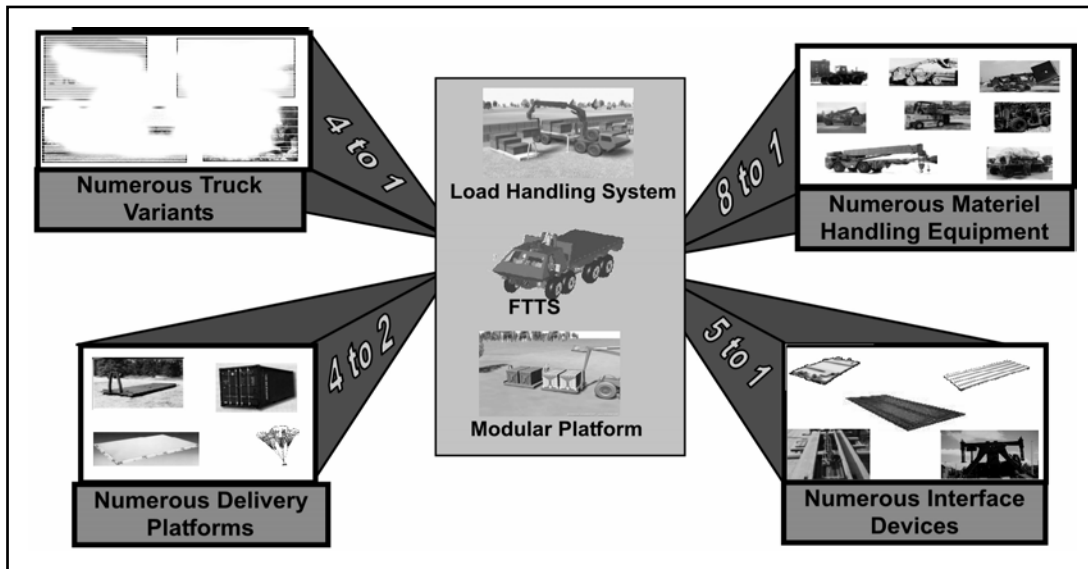 Numerous Truck
Variants
4 to 1
Load Handling System
FTTS
Modular Platform
8 to 1
Numerous Materiel
Handling Equipment
4 to 2
Numerous Delivery
Platforms
5 to 1
Numerous Interface
Devices